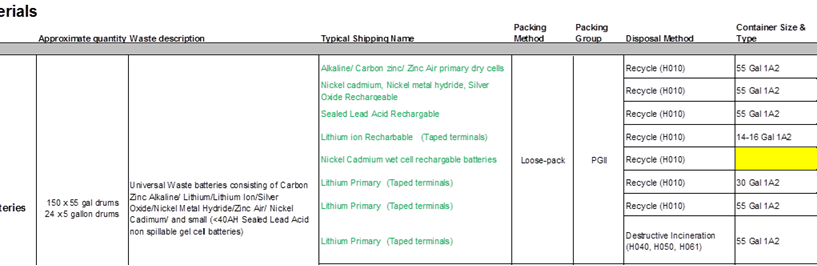 erials
Packing Method
Packing Group
Container Size & Type
Approximate quantity
Waste description
Typical Shipping Name
Disposal Method
Alkaline/ Carbon zinc/ Zinc Air primary dry cells
Recycle (H010)
55 Gal 1A2
Nickel cadmium, Nickel metal hydride, Silver
Oxide Rechargeable
Recycle (H010)
55 Gal 1A2
Sealed Lead Acid Rechargable
Recycle (H010)
55 Gal 1A2
Lithium ion Recharbable (Taped terminals)
Recycle (H010)
14-16 Gal 1A2
Nickel Cadmium wet cell rechargable batteries
Loose-pack
PGII
Recycle (H010)
Lithium Primary (Taped terminals)
Recycle (H010)
30 Gal 1A2
tteries
150 x 55 gal drums
24 x 5 gallon drums
Universal Waste batteries consisting of Carbon
Zinc Alkaline/ Lithium/Lithium Ion/Silver
Oxide/Nickel Metal Hydride/Zinc Air/ Nickel
Cadimum/ and small (<40AH Sealed Lead Acid
non spillable gel cell batteries)
Lithium Primary (Taped terminals)
Recycle (H010)
55 Gal 1A2
Lithium Primary (Taped terminals)
Destructive Incineration
(H040, H050, H061)
55 Gal 1A2